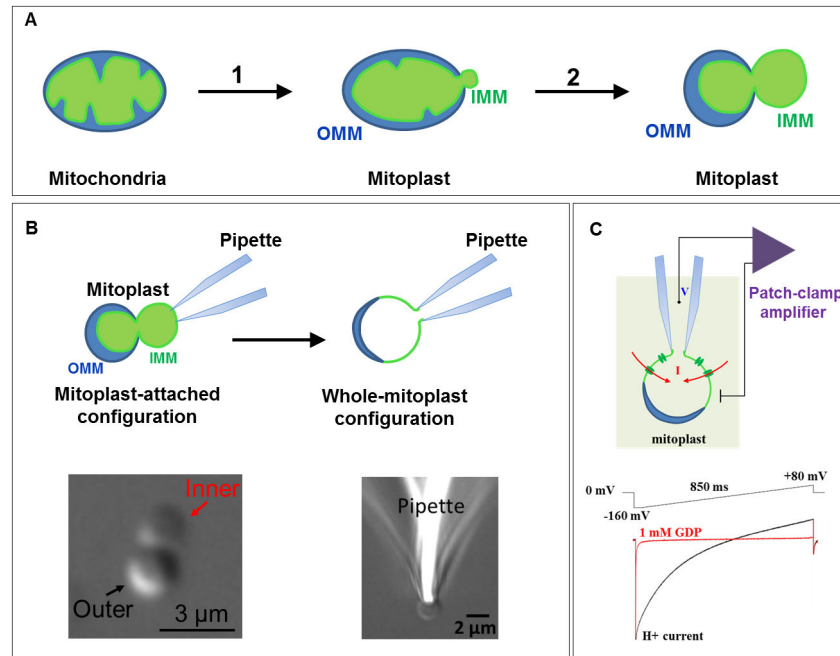 A
1
2
IMM
OMM
OMM
IMM
Mitochondria
Mitoplast
Mitoplast
B
Pipette
Pipette
Mitoplast
OMM
IMM
Mitoplast-attached
configuration
Whole-mitoplast
configuration
Inner
Outer
3 µm
Pipette
2 µm
C
V
Patch-clamp
amplifier
I
mitoplast
+80 mV
850 ms
0 mV
-160 mV
1 mM GDP
H+ current